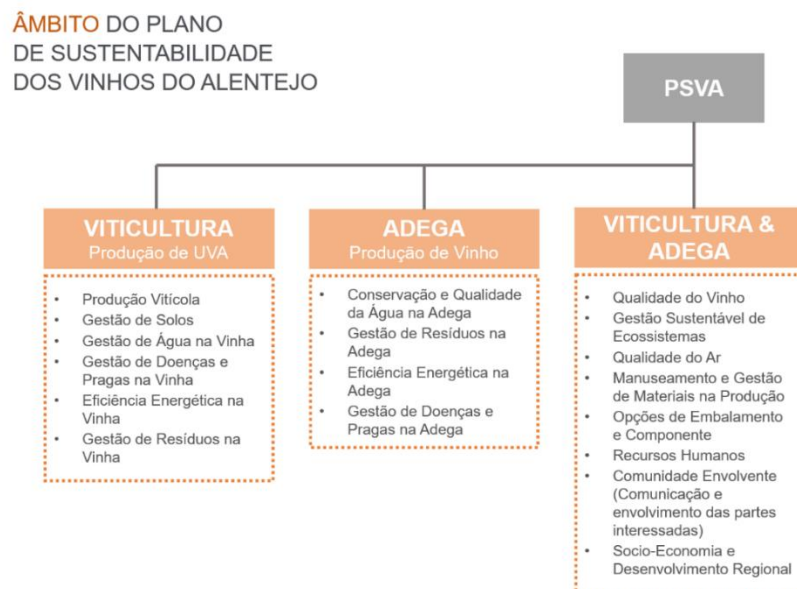 ÂMBITO DO PLANO
DE SUSTENTABILIDADE
DOS VINHOS DO ALENTEJO
PSVA
VITICULTURA
Produção de UVA
• Produção Vitícola
• Gestão de Solos
• Gestão de Água na Vinha
• Gestão de Doenças e
Pragas na Vinha
• Eficiência Energética na
Vinha
• Gestão de Resíduos na
Vinha
ADEGA
Produção de Vinho
• Conservação e Qualidade
da Água na Adega
• Gestão de Resíduos na
Adega
• Eficiência Energética na
Adega
• Gestão de Doenças e
Pragas na Adega
VITICULTURA &
ADEGA
• Qualidade do Vinho
• Gestão Sustentável de
Ecossistemas
• Qualidade do Ar
• Manuseamento e Gestão
de Materiais na Produção
• Opções de Embalamento
e Componente
• Recursos Humanos
• Comunidade Envolvente
(Comunicação e
envolvimento das partes
interessadas)
• Socio-Economia e
Desenvolvimento Regional